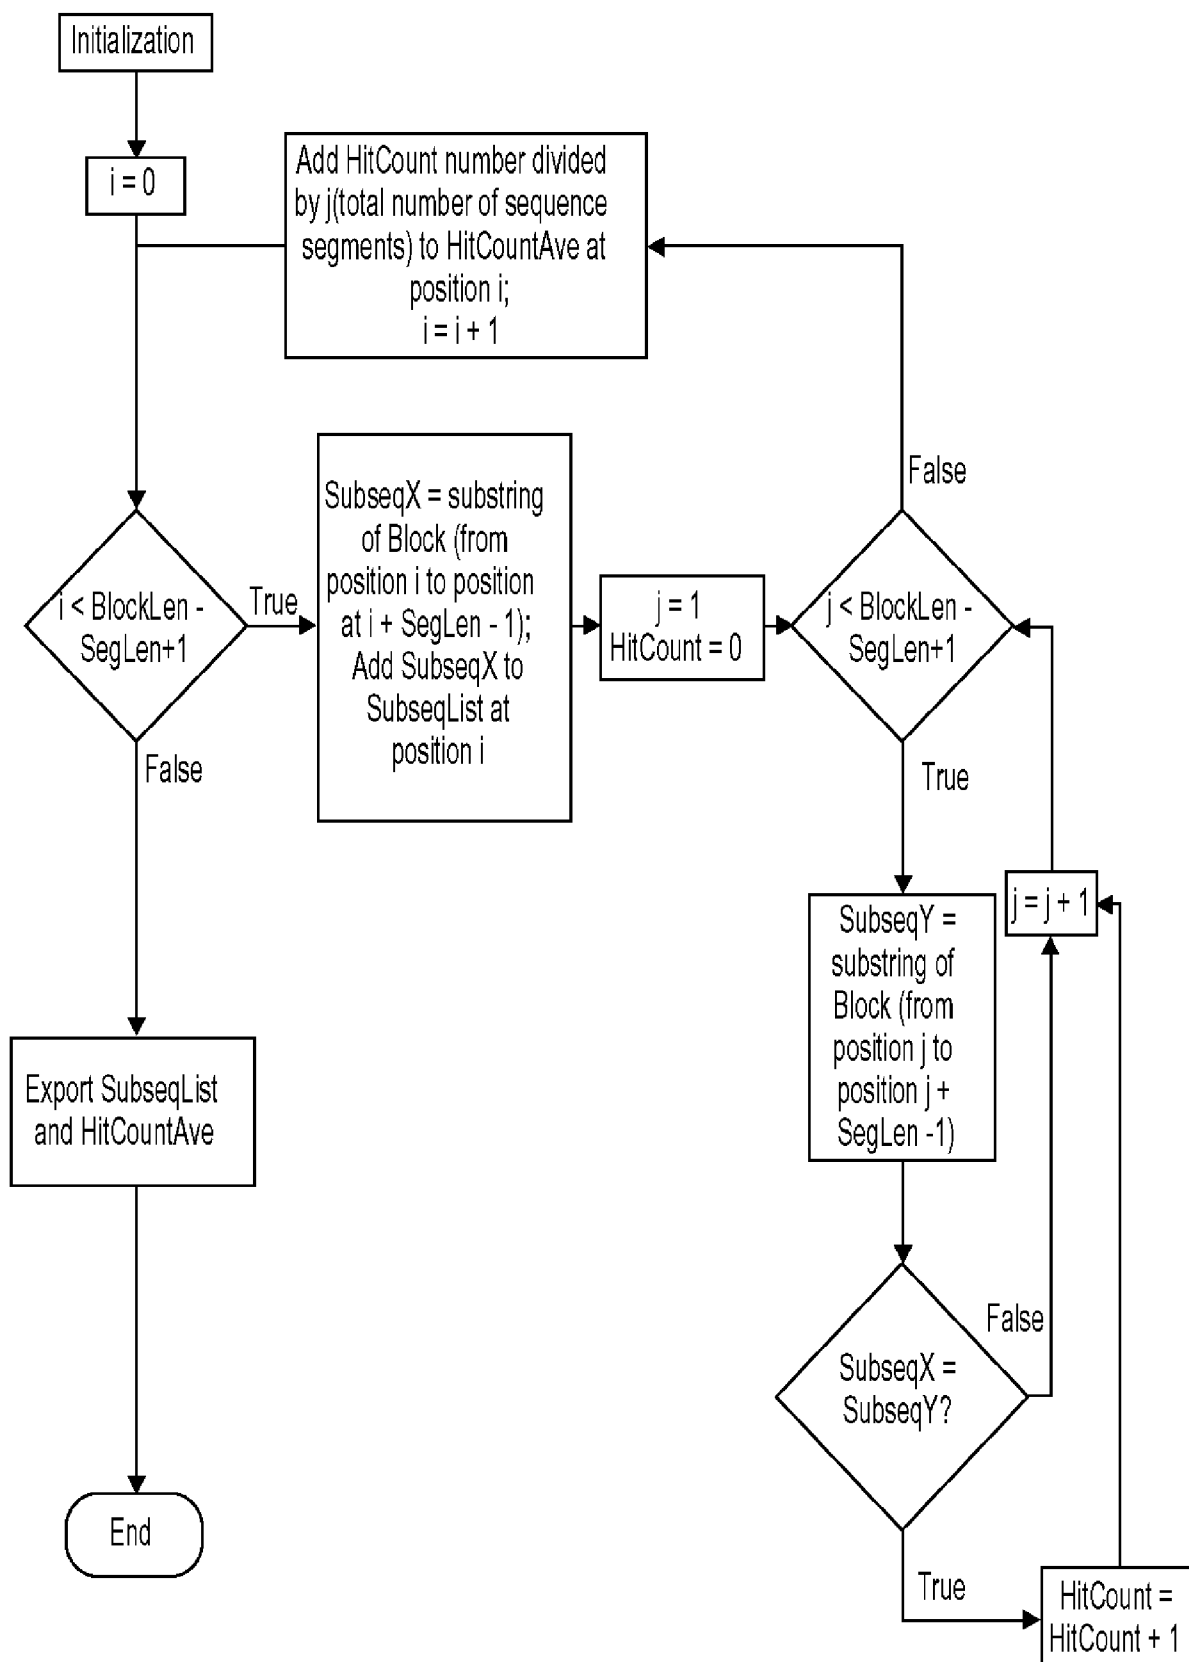 Initialization
i = 0
Add HitCount number divided
by j(total number of sequence
segments) to HitCountAve at
position i;
i = i + 1
False
i < BlockLen -
SegLen+1
True
SubseqX = substring
of Block (from
position i to position
at i + SegLen - 1);
Add SubseqX to
SubseqList at
position i
j = 1
HitCount = 0
j < BlockLen -
SegLen+1
False
True
j = j + 1
SubseqY =
substring of
Block (from
position j to
position j +
SegLen -1)
Export SubseqList
and HitCountAve
False
SubseqX =
SubseqY?
End
True
HitCount =
HitCount + 1